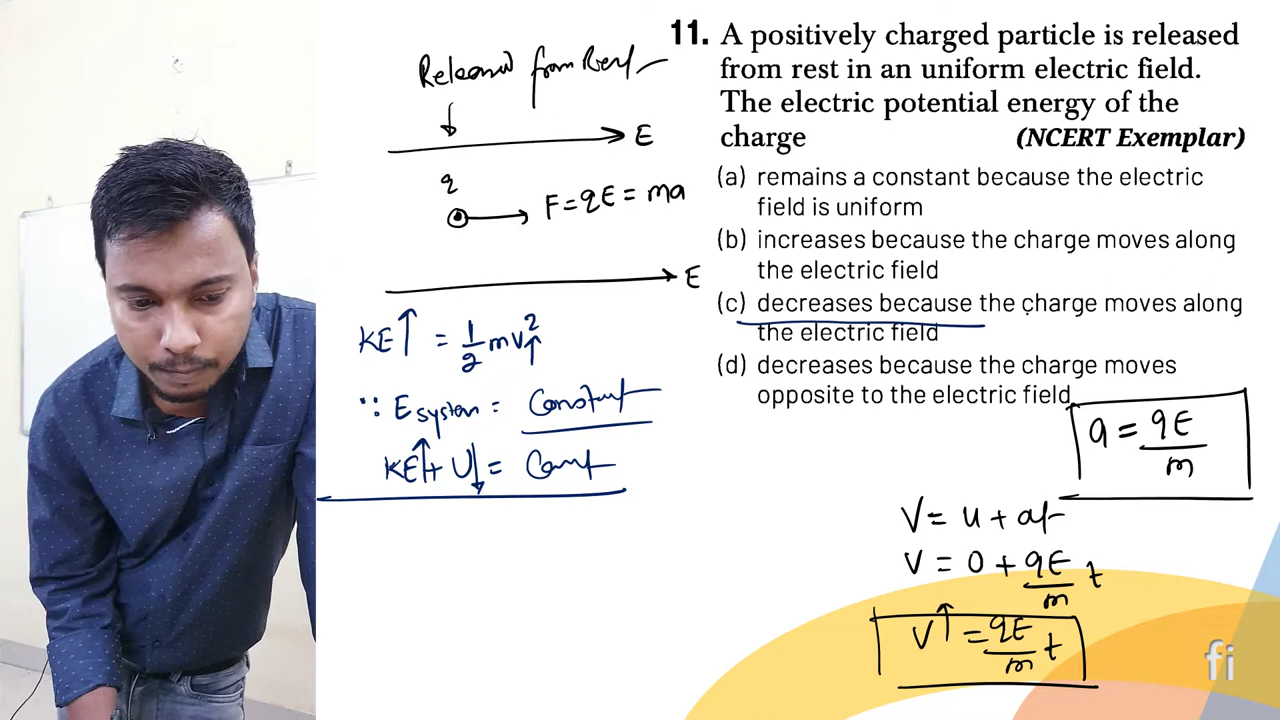 11. A positively charged particle is released
from rest in an uniform electric field.
The electric potential energy of the
charge (NCERT Exemplar)
(a) remains a constant because the electric
field is uniform
(b) increases because the charge moves along
the electric field
(c) decreases because the charge moves along
the electric field
(d) decreases because the charge moves
opposite to the electric field
Released from Rest
E
q
F = qE = ma
E
KE↑ = 1/2 mv²↑
∵ E system = Constant
KE↑ + U↓ = Const
a = qE/m
V = u + at
V = 0 + qE/m t
V↑ = qE/m t
fi